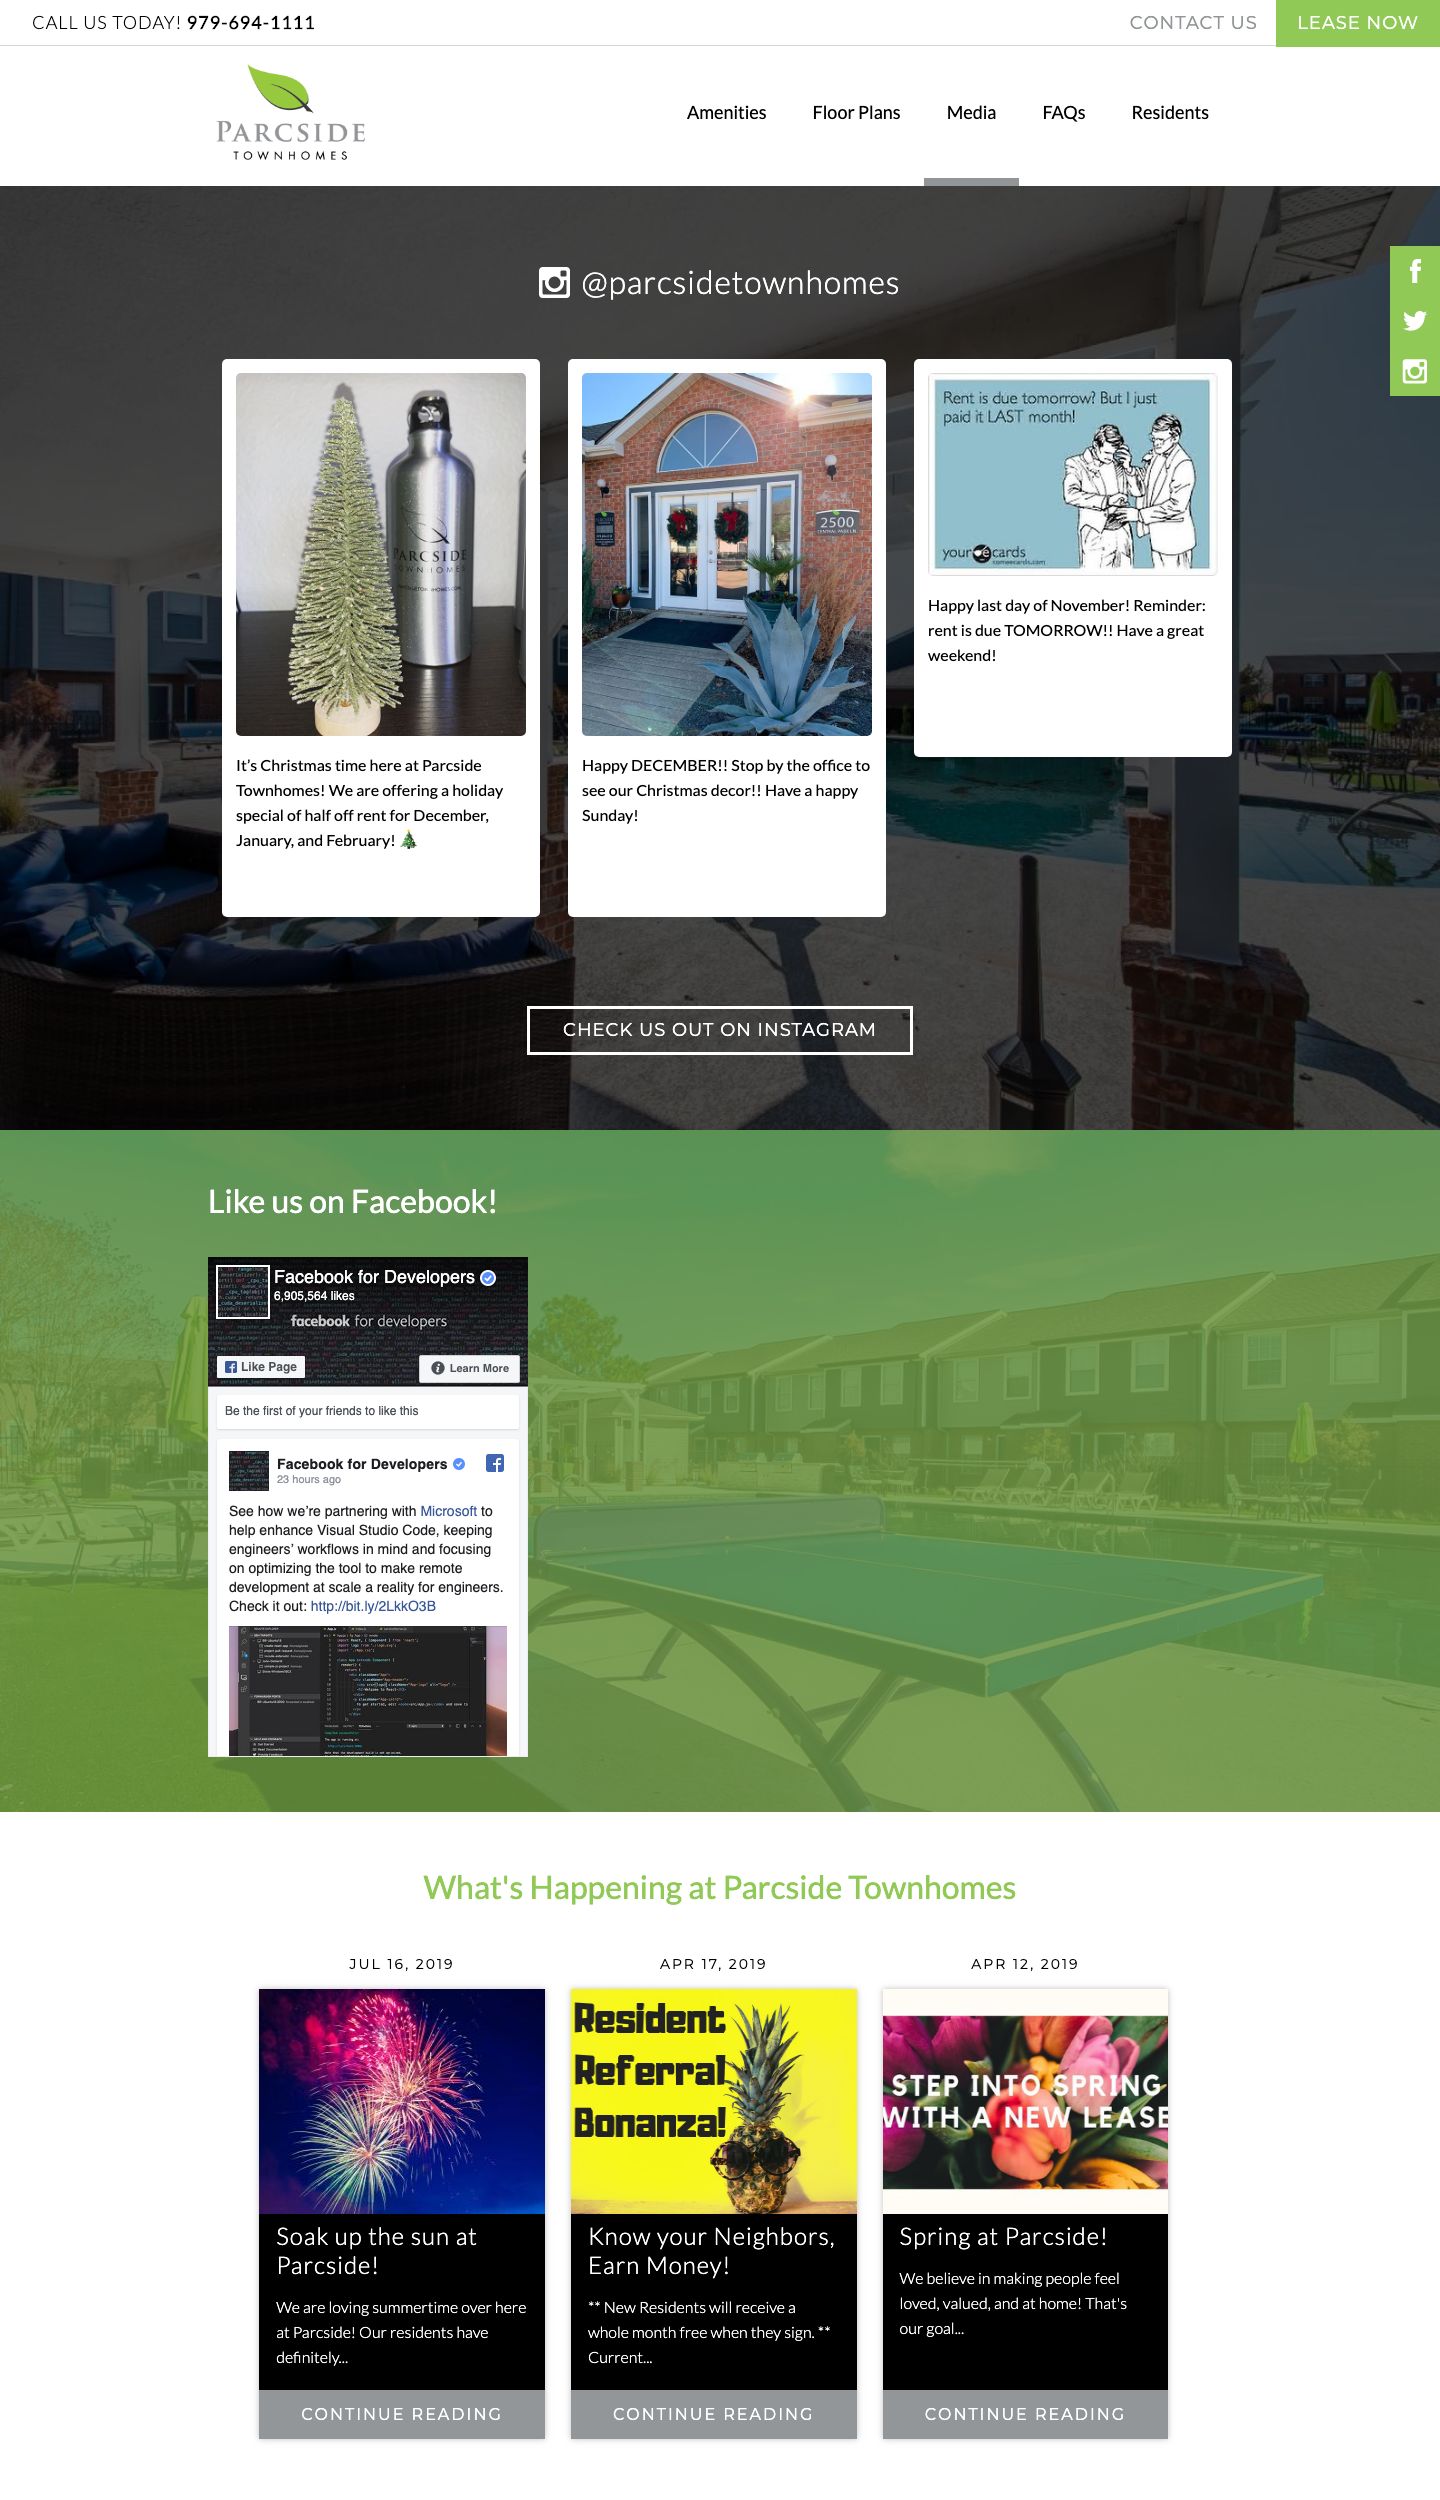 CALL US TODAY! 979-694-1111
CONTACT US
LEASE NOW
PARCSIDE
TOWNHOMES
Amenities
Floor Plans
Media
FAQs
Residents
@parcsidetownhomes
PARCSIDE
TOWNHOMES
It's Christmas time here at Parcside
Townhomes! We are offering a holiday
special of half off rent for December,
January, and February! 🎄
2500
CENTRAL PARK LN.
Happy DECEMBER!! Stop by the office to
see our Christmas decor!! Have a happy
Sunday!
Rent is due tomorrow? But I just
paid it LAST month!
your e cards
someecards.com
Happy last day of November! Reminder:
rent is due TOMORROW!! Have a great
weekend!
CHECK US OUT ON INSTAGRAM
Like us on Facebook!
Facebook for Developers
6,905,564 likes
facebook for developers
Like Page
Learn More
Be the first of your friends to like this
Facebook for Developers
23 hours ago
See how we're partnering with Microsoft to
help enhance Visual Studio Code, keeping
engineers' workflows in mind and focusing
on optimizing the tool to make remote
development at scale a reality for engineers.
Check it out: http://bit.ly/2LkkO3B
What's Happening at Parcside Townhomes
JUL 16, 2019
Soak up the sun at
Parcside!
We are loving summertime over here
at Parcside! Our residents have
definitely...
CONTINUE READING
APR 17, 2019
Resident
Referral
Bonanza!
Know your Neighbors,
Earn Money!
** New Residents will receive a
whole month free when they sign. **
Current...
CONTINUE READING
APR 12, 2019
STEP INTO SPRING
WITH A NEW LEASE
Spring at Parcside!
We believe in making people feel
loved, valued, and at home! That's
our goal...
CONTINUE READING